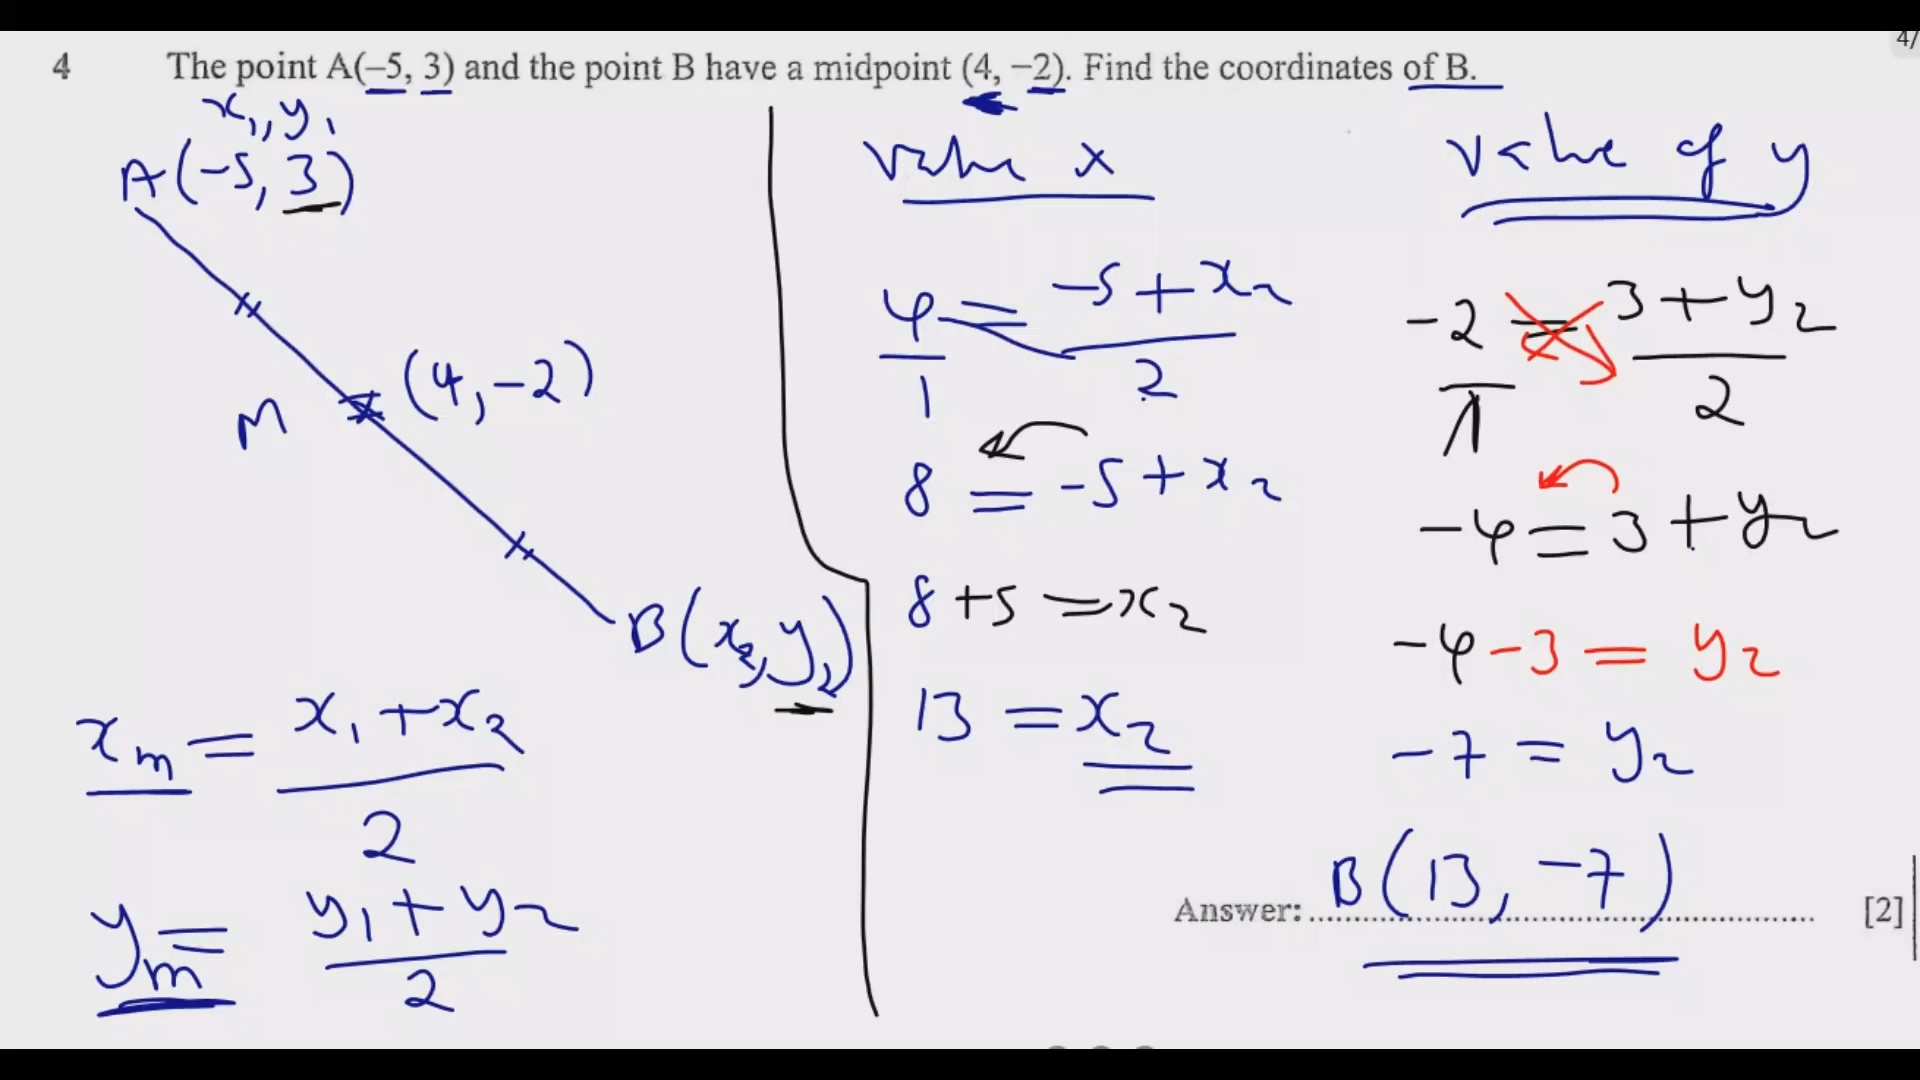 4 The point A(–5, 3) and the point B have a midpoint (4, –2). Find the coordinates of B.
4/
x₁, y₁
A(-5, 3)
M (4, -2)
B(x₂, y₂)
xₘ = (x₁ + x₂)/2
yₘ = (y₁ + y₂)/2
value x
4/1 = (-5 + x₂)/2
8 = -5 + x₂
8 + 5 = x₂
13 = x₂
value of y
-2/1 = (3 + y₂)/2
-4 = 3 + y₂
-4 - 3 = y₂
-7 = y₂
Answer: B(13, -7) [2]